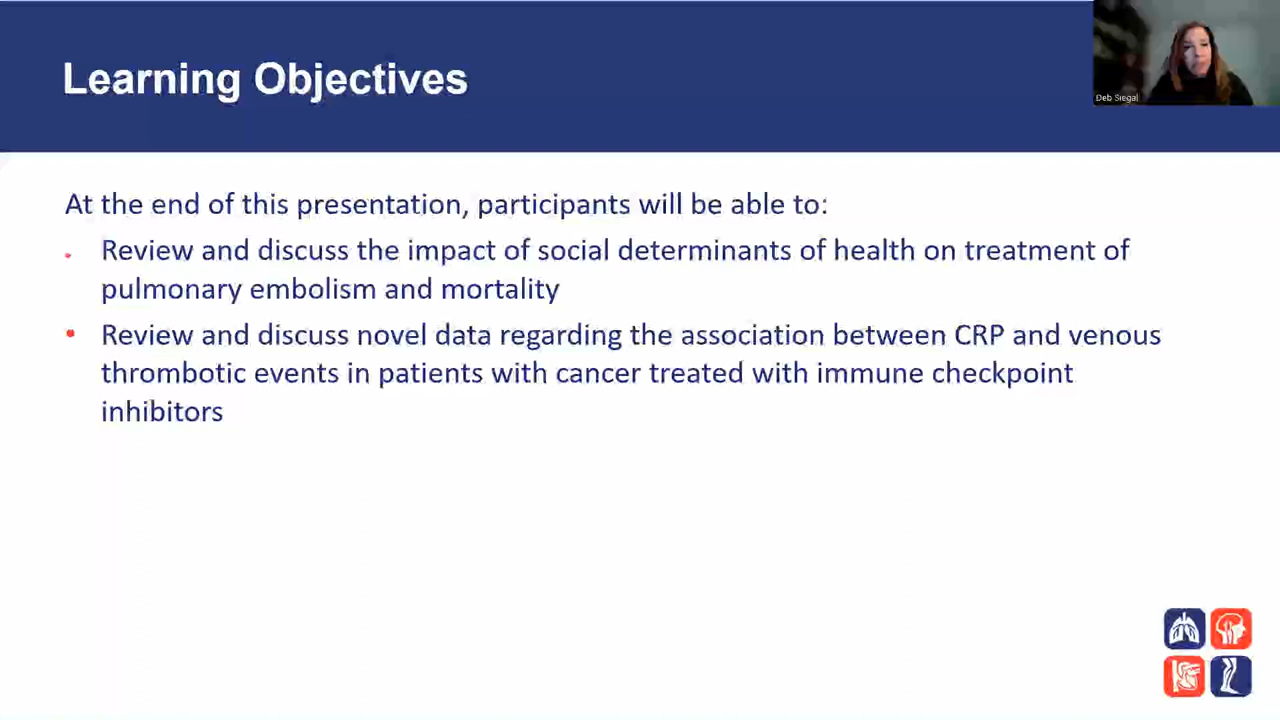 Learning Objectives
Deb Siegal
At the end of this presentation, participants will be able to:
• Review and discuss the impact of social determinants of health on treatment of
pulmonary embolism and mortality
• Review and discuss novel data regarding the association between CRP and venous
thrombotic events in patients with cancer treated with immune checkpoint
inhibitors